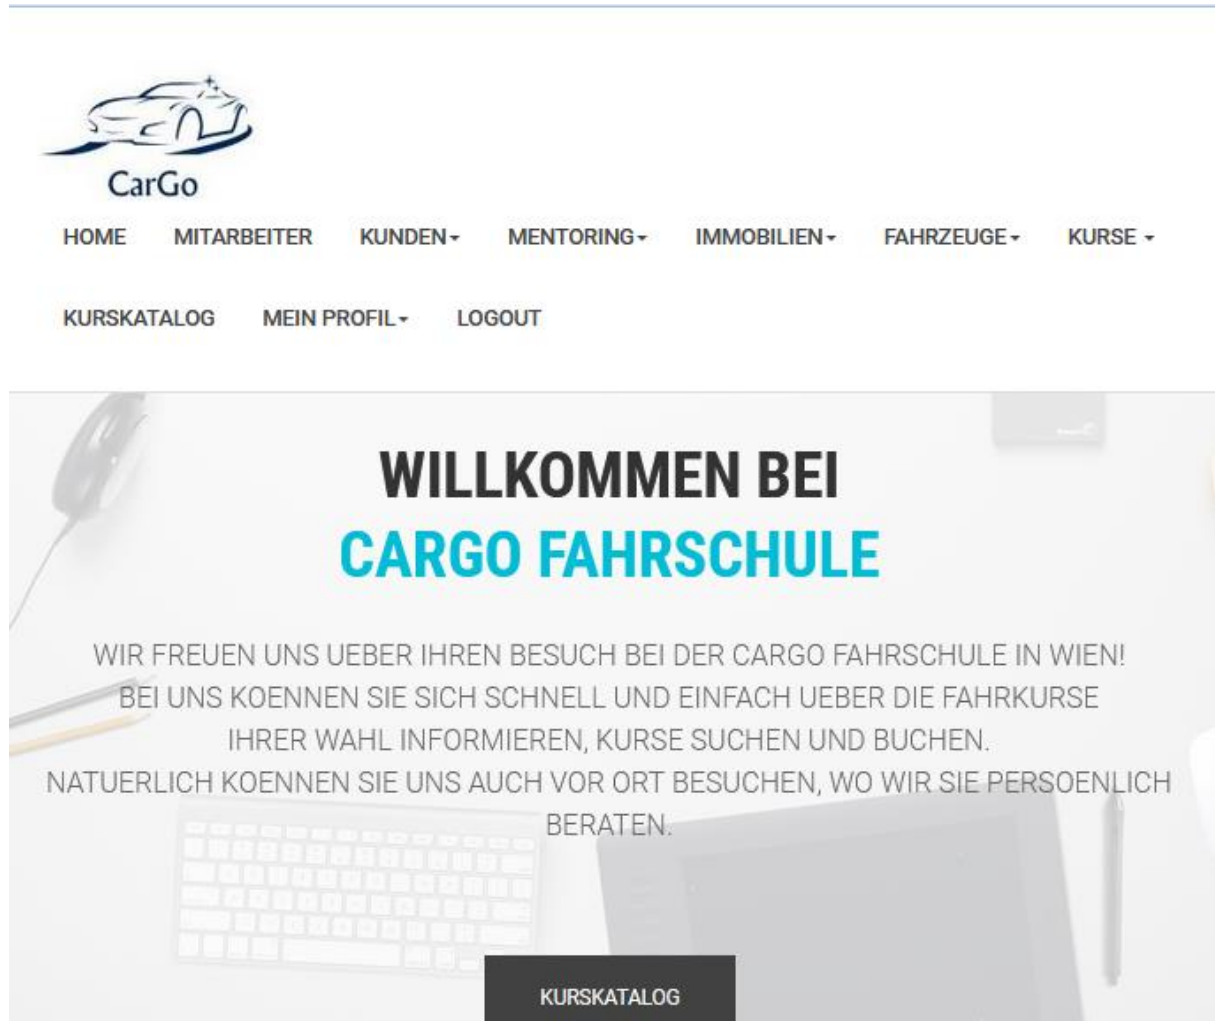 CarGo
HOME MITARBEITER KUNDEN MENTORING IMMOBILIEN FAHRZEUGE KURSE
KURSKATALOG MEIN PROFIL LOGOUT
WILLKOMMEN BEI
CARGO FAHRSCHULE
WIR FREUEN UNS UEBER IHREN BESUCH BEI DER CARGO FAHRSCHULE IN WIEN!
BEI UNS KOENNEN SIE SICH SCHNELL UND EINFACH UEBER DIE FAHRKURSE
IHRER WAHL INFORMIEREN, KURSE SUCHEN UND BUCHEN.
NATUERLICH KOENNEN SIE UNS AUCH VOR ORT BESUCHEN, WO WIR SIE PERSOENLICH
BERATEN.
KURSKATALOG